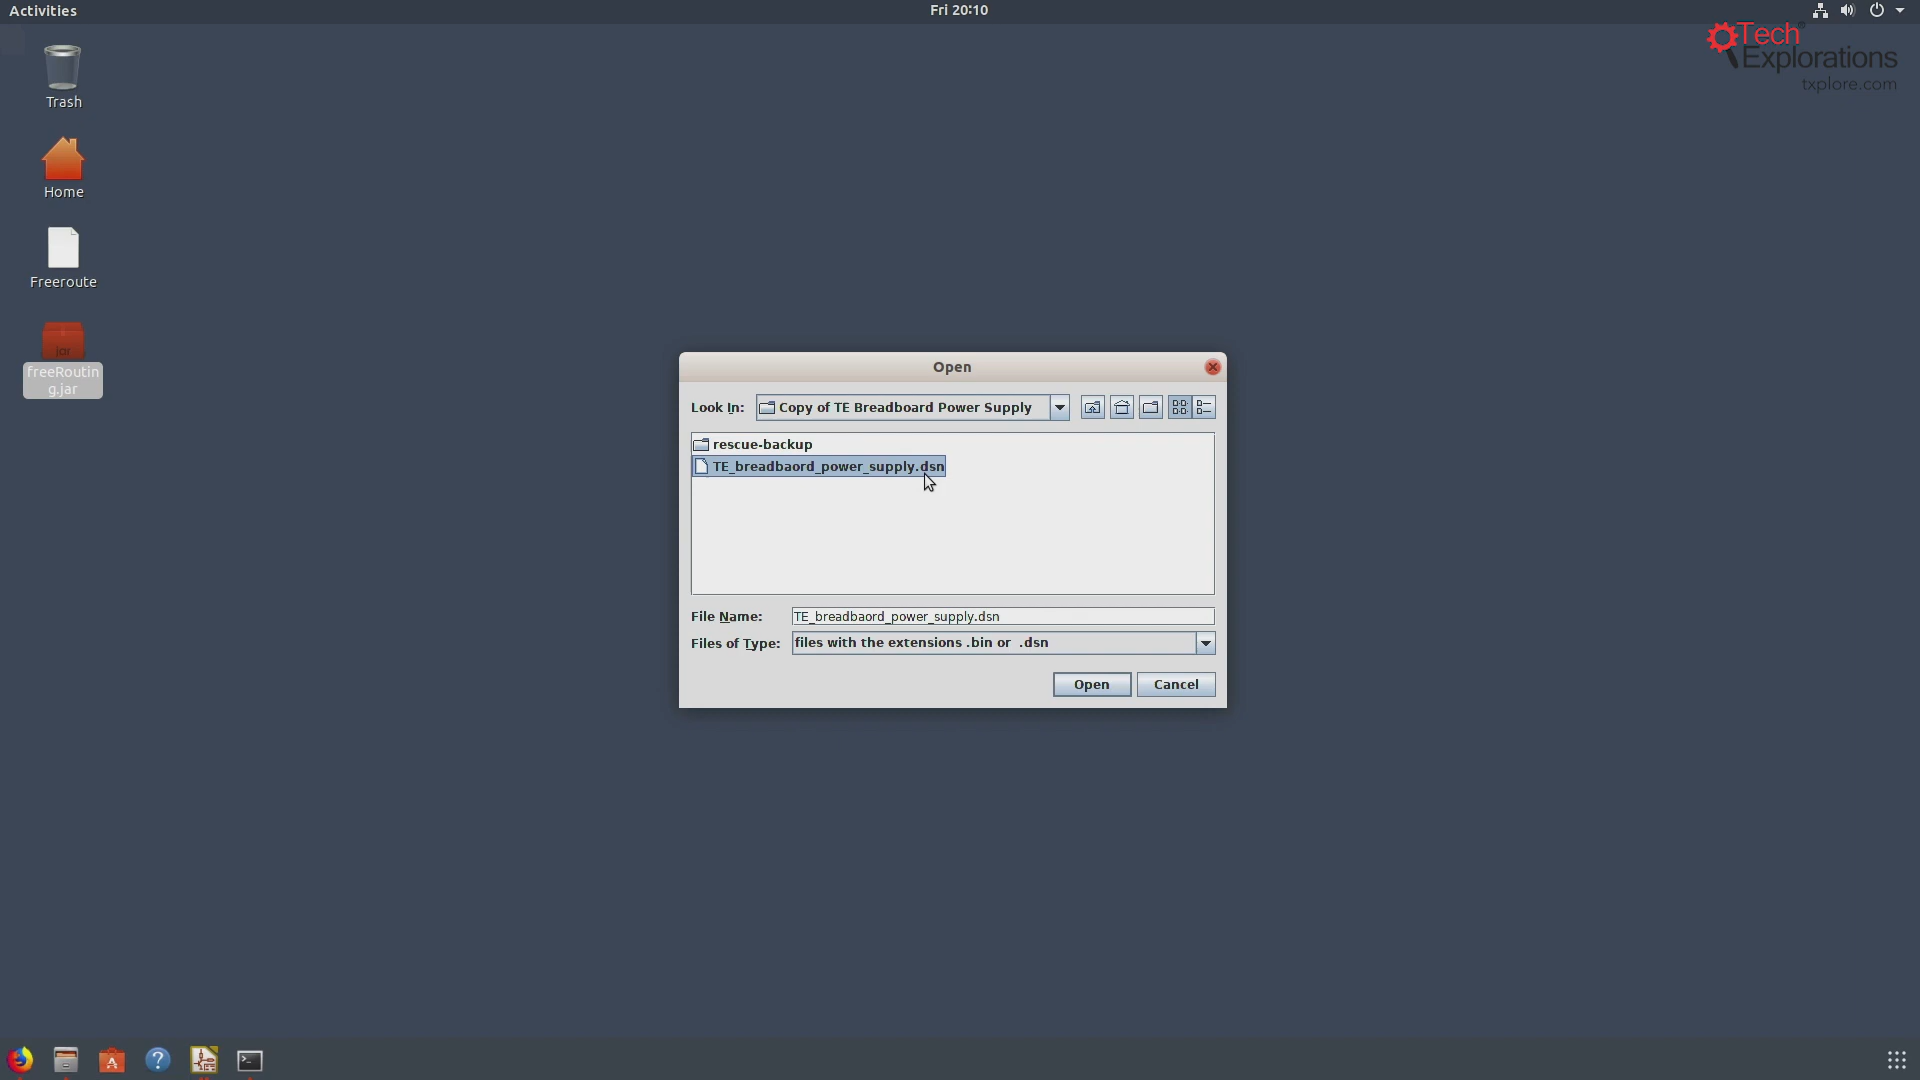 Activities
Fri 20:10
Tech
Explorations
txplore.com
Trash
Home
Freeroute
jar
freeRoutin
g.jar
Open
Look In:
Copy of TE Breadboard Power Supply
rescue-backup
TE_breadbaord_power_supply.dsn
File Name:
TE_breadbaord_power_supply.dsn
Files of Type:
files with the extensions .bin or .dsn
Open
Cancel